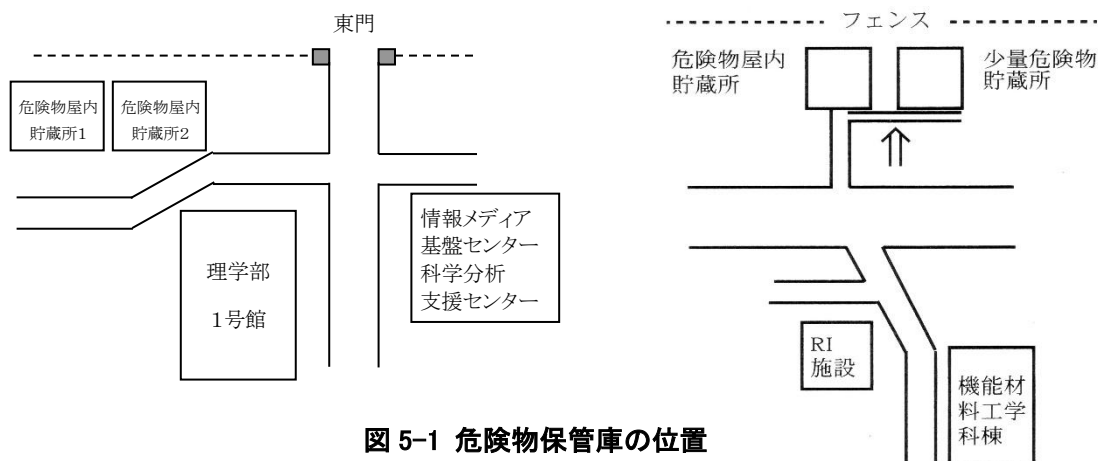 東門
危険物屋内
貯蔵所1
危険物屋内
貯蔵所2
理学部
1号館
情報メディア
基盤センター
科学分析
支援センター
フェンス
危険物屋内
貯蔵所
少量危険物
貯蔵所
RI
施設
機能材
料工学
科棟
図 5-1 危険物保管庫の位置